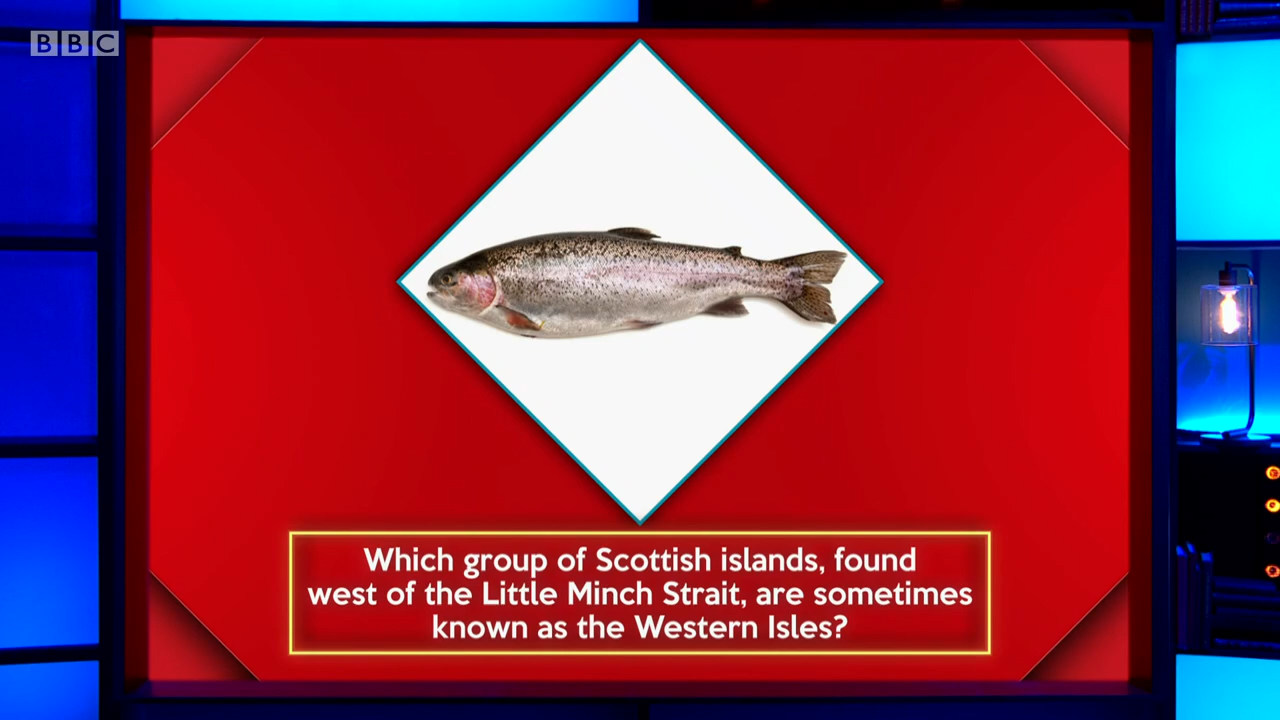 BBC
Which group of Scottish islands, found
west of the Little Minch Strait, are sometimes
known as the Western Isles?